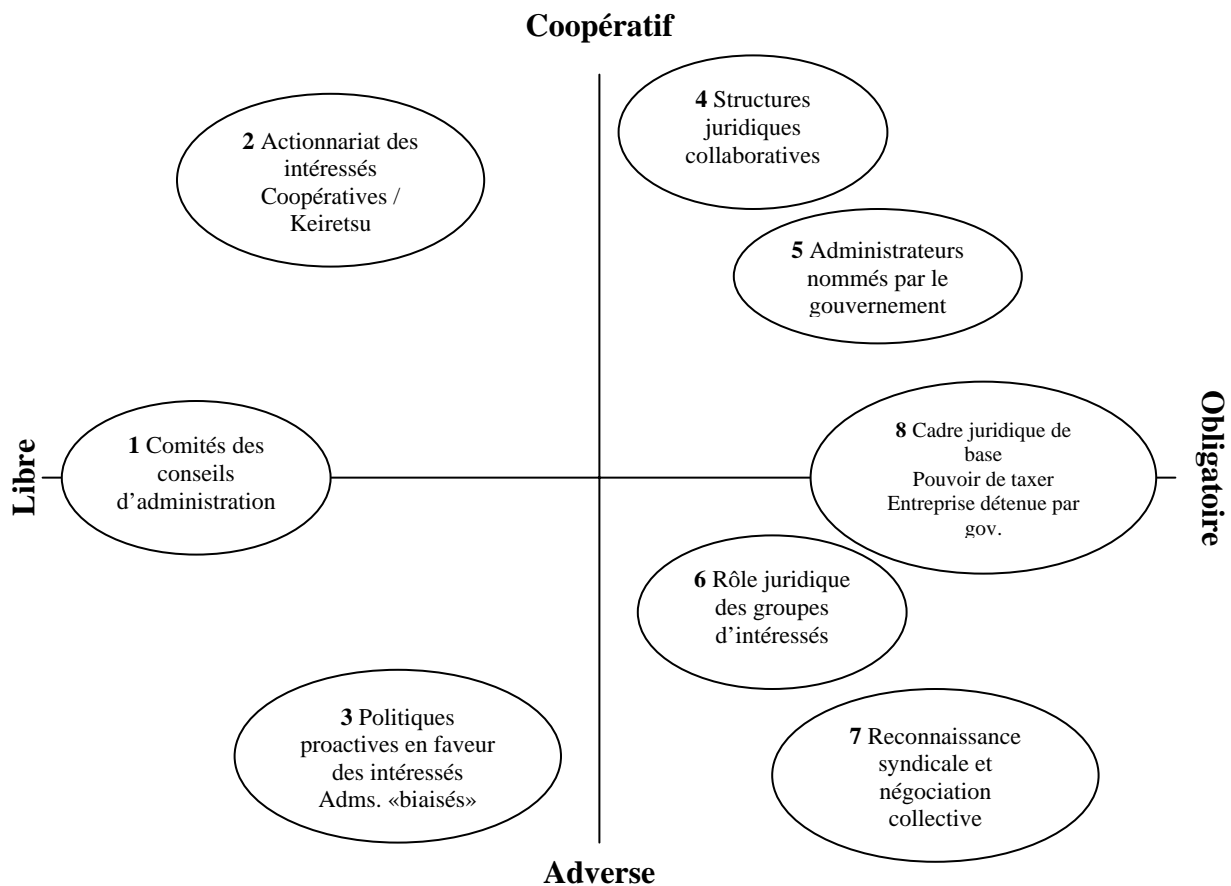 Coopératif
4 Structures
juridiques
collaboratives
2 Actionnariat des
intéressés
Coopératives /
Keiretsu
5 Administrateurs
nommés par le
gouvernement
Libre
1 Comités des
conseils
d’administration
8 Cadre juridique de
base
Pouvoir de taxer
Entreprise détenue par
gov.
Obligatoire
6 Rôle juridique
des groupes
d’intéressés
3 Politiques
proactives en faveur
des intéressés
Adms. «biaisés»
7 Reconnaissance
syndicale et
négociation
collective
Adverse